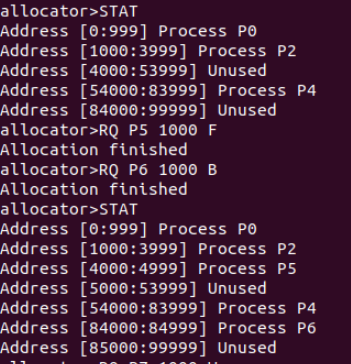 allocator>STAT
Address [0:999] Process P0
Address [1000:3999] Process P2
Address [4000:53999] Unused
Address [54000:83999] Process P4
Address [84000:99999] Unused
allocator>RQ P5 1000 F
Allocation finished
allocator>RQ P6 1000 B
Allocation finished
allocator>STAT
Address [0:999] Process P0
Address [1000:3999] Process P2
Address [4000:4999] Process P5
Address [5000:53999] Unused
Address [54000:83999] Process P4
Address [84000:84999] Process P6
Address [85000:99999] Unused